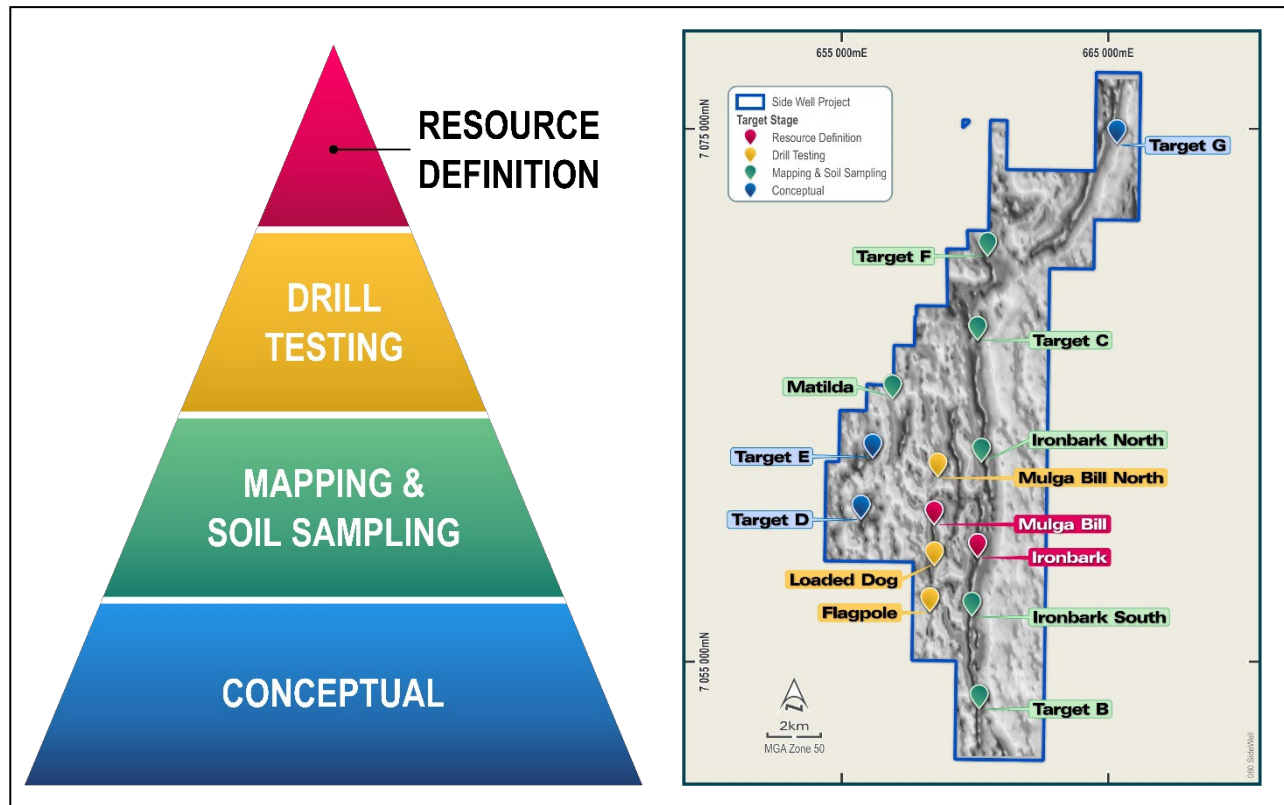 RESOURCE
DEFINITION
DRILL
TESTING
MAPPING &
SOIL SAMPLING
CONCEPTUAL
655 000mE
665 000mE
7 075 000mN
7 055 000mN
Side Well Project
Target Stage
Resource Definition
Drill Testing
Mapping & Soil Sampling
Conceptual
Target G
Target F
Target C
Matilda
Ironbark North
Target E
Mulga Bill North
Target D
Mulga Bill
Ironbark
Loaded Dog
Flagpole
Ironbark South
Target B
2km
MGA Zone 50
080 SideWell